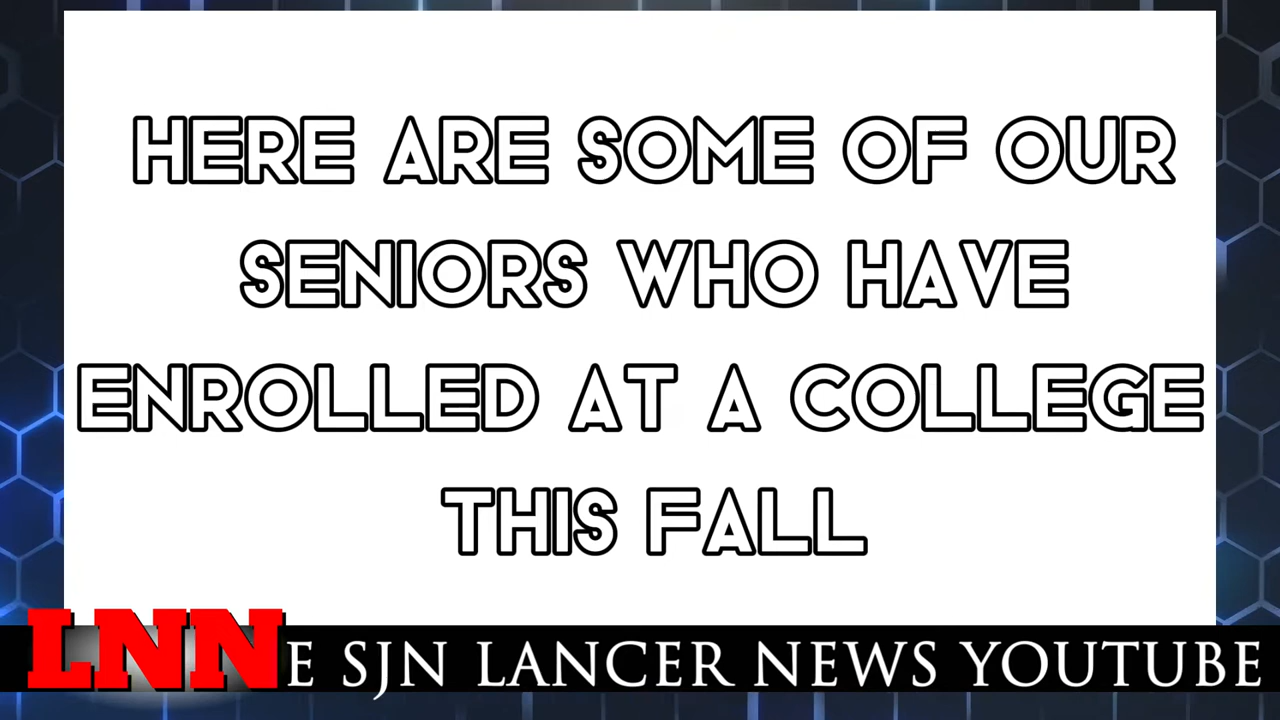 HERE ARE SOME OF OUR
SENIORS WHO HAVE
ENROLLED AT A COLLEGE
THIS FALL
LNN
E SJN LANCER NEWS YOUTUBE